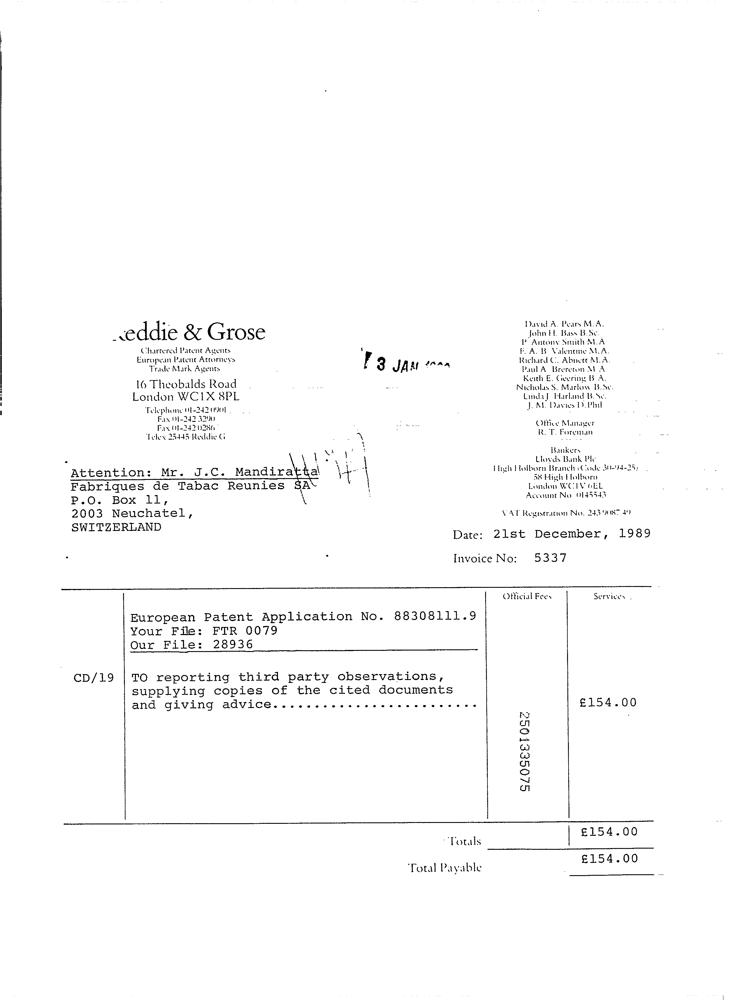 eddie & Grose
Chartered Patent Agents
European Patent Attorneys
Trade Mark Agents
16 Theobalds Road
London WC1X 8PL
Telephone 01-242 0901
Fax 01-242 3290
Fax 01-242 0286
Telex 25445 Reddie G
3 JAN
David A. Pears M.A.
John H. Bass B.Sc.
P. Antony Smith M.A.
F. A. B. Valentine M.A.
Richard C. Abnett M.A.
Paul A. Brereton M.A.
Keith E. Geering B.A.
Nicholas S. Marlow B.Sc.
Linda J. Harland B.Sc.
J. M. Davies D.Phil
Office Manager
R. T. Foreman
Bankers
Lloyds Bank Plc
High Holborn Branch (Code 30-94-25)
58 High Holborn
London WC1V 6EL
Account No. 0145543
VAT Registration No. 243 9087 49
Attention: Mr. J.C. Mandiratta
Fabriques de Tabac Reunies SA
P.O. Box 11,
2003 Neuchatel,
SWITZERLAND
Date: 21st December, 1989
Invoice No: 5337
Official Fees Services
European Patent Application No. 88308111.9
Your File: FTR 0079
Our File: 28936
CD/19 TO reporting third party observations,
supplying copies of the cited documents
and giving advice......................... £154.00
2501335075
Totals £154.00
Total Payable £154.00